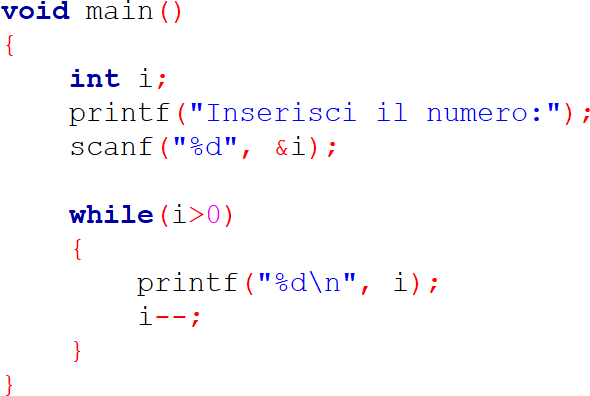 void main()
{
int i;
printf("Inserisci il numero:");
scanf("%d", &i);
while(i>0)
{
printf("%d\n", i);
i--;
}
}